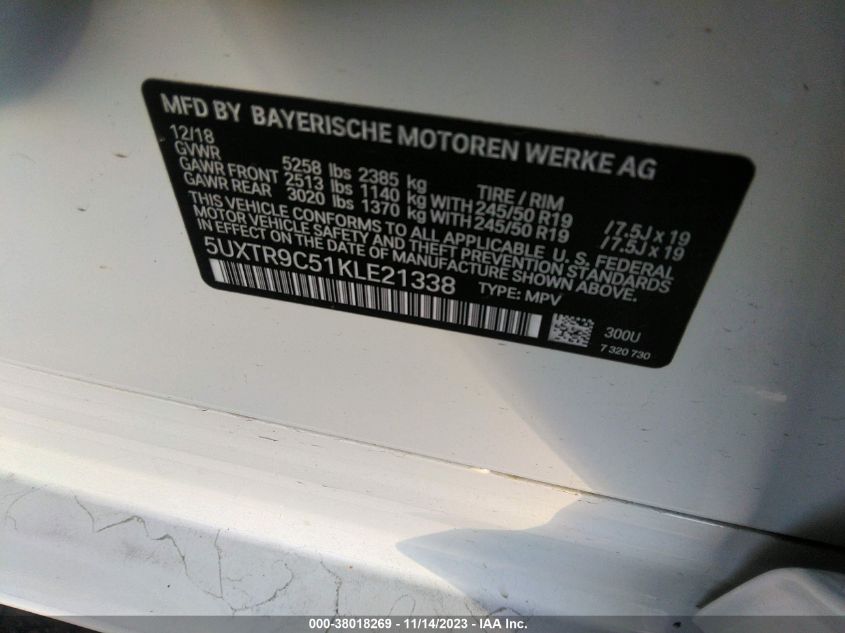 MFD BY BAYERISCHE MOTOREN WERKE AG
12/18
GVWR 5258 lbs 2385 kg TIRE / RIM
GAWR FRONT 2513 lbs 1140 kg WITH 245/50 R19 /7.5J x 19
GAWR REAR 3020 lbs 1370 kg WITH 245/50 R19 /7.5J x 19
THIS VEHICLE CONFORMS TO ALL APPLICABLE U.S. FEDERAL
MOTOR VEHICLE SAFETY AND THEFT PREVENTION STANDARDS
IN EFFECT ON THE DATE OF MANUFACTURE SHOWN ABOVE.
5UXTR9C51KLE21338 TYPE: MPV
300U
7 320 730
000-38018269 - 11/14/2023 - IAA Inc.